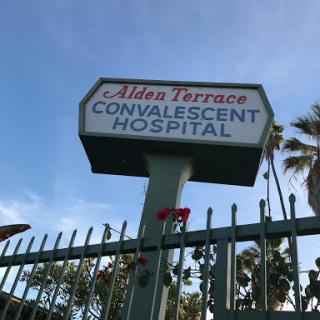 Alden Terrace
CONVALESCENT
HOSPITAL